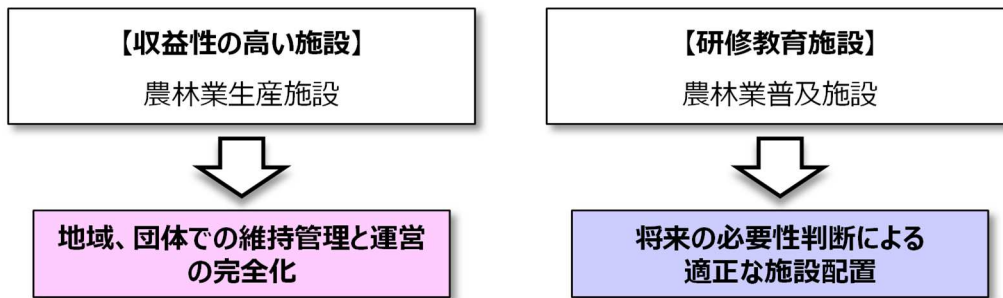 【収益性の高い施設】
農林業生産施設
地域、団体での維持管理と運営
の完全化
【研修教育施設】
農林業普及施設
将来の必要性判断による
適正な施設配置